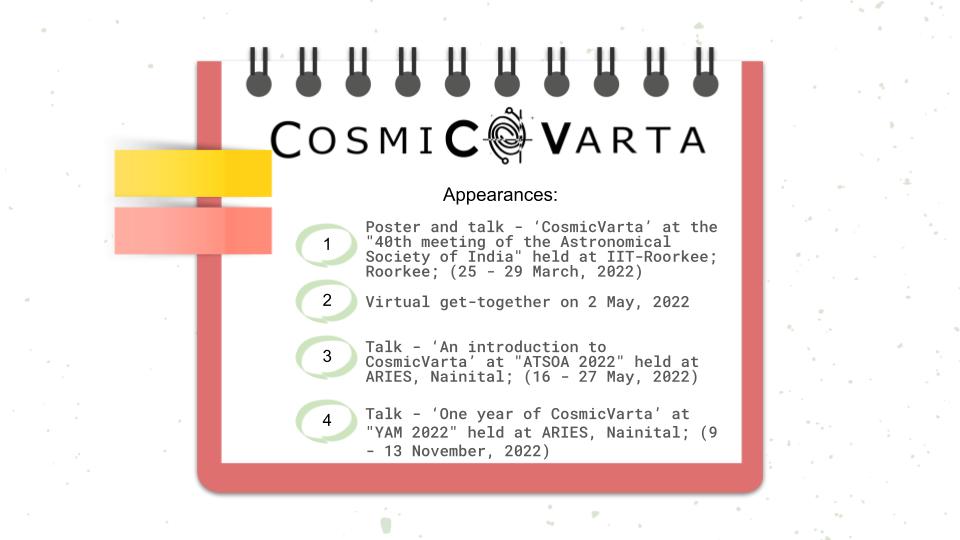 COSMIC VARTA
Appearances:
1
Poster and talk - ‘CosmicVarta’ at the
"40th meeting of the Astronomical
Society of India" held at IIT-Roorkee;
Roorkee; (25 - 29 March, 2022)
2
Virtual get-together on 2 May, 2022
3
Talk - ‘An introduction to
CosmicVarta’ at "ATSOA 2022" held at
ARIES, Nainital; (16 - 27 May, 2022)
4
Talk - ‘One year of CosmicVarta’ at
"YAM 2022" held at ARIES, Nainital; (9
- 13 November, 2022)